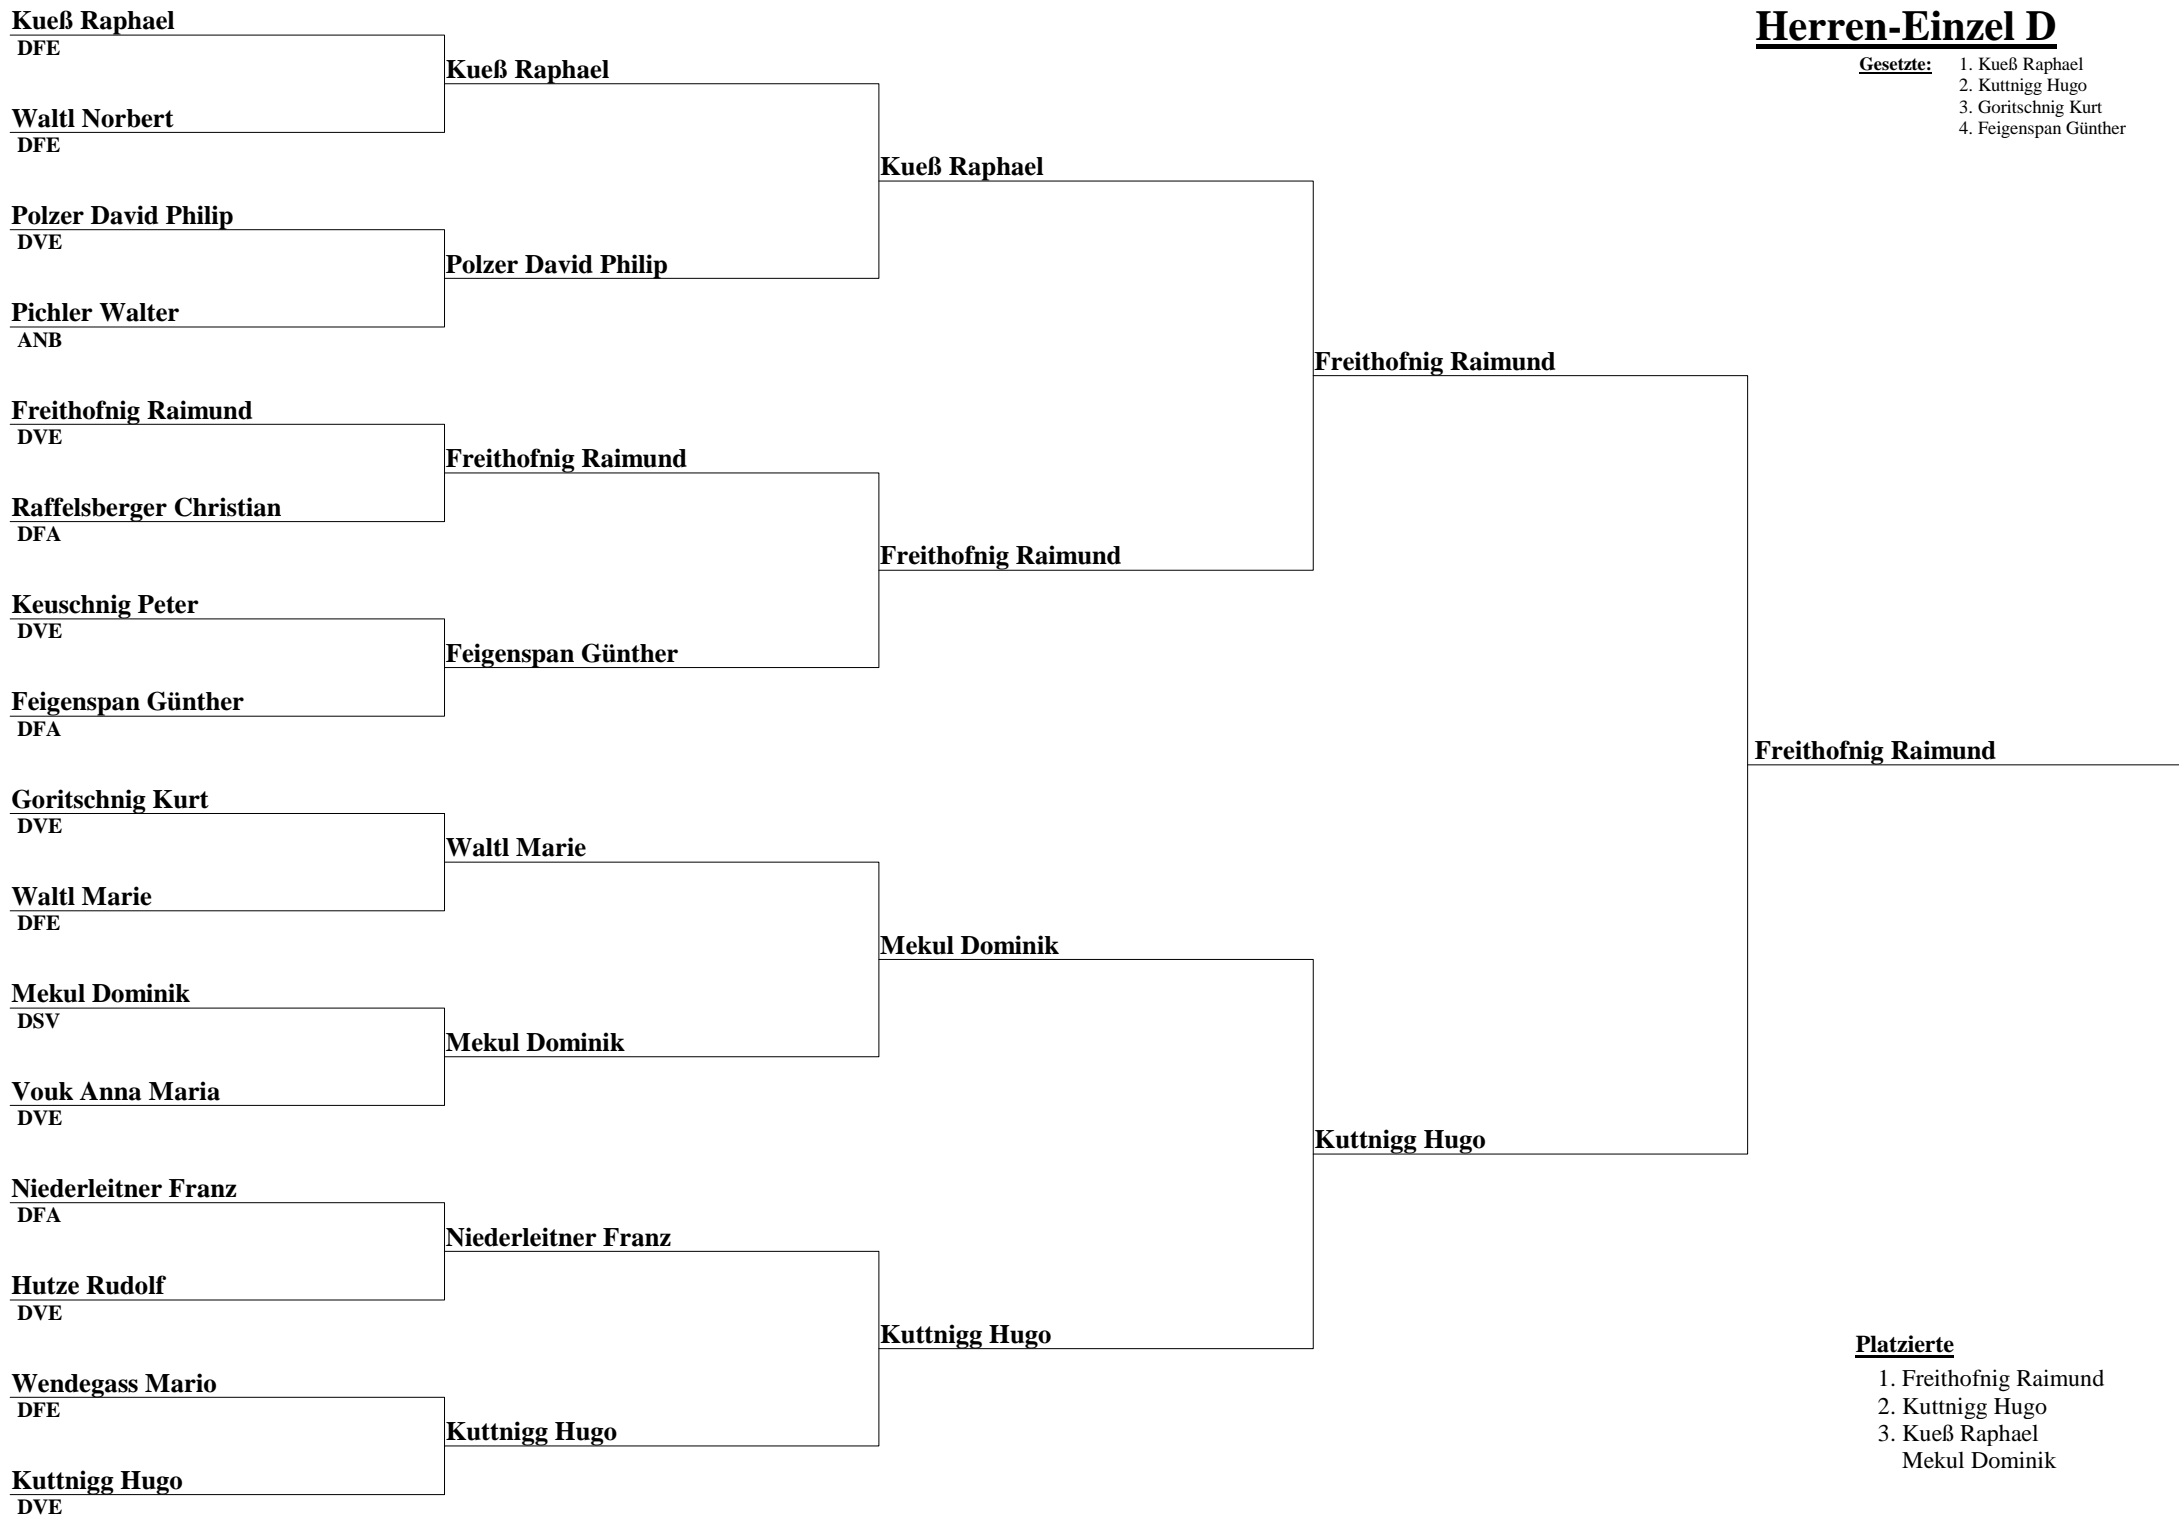 Herren-Einzel D
Gesetzte:
1. Kueß Raphael
2. Kuttnigg Hugo
3. Goritschnig Kurt
4. Feigenspan Günther
Kueß Raphael
DFE
Waltl Norbert
DFE
Polzer David Philip
DVE
Pichler Walter
ANB
Freithofnig Raimund
DVE
Raffelsberger Christian
DFA
Keuschnig Peter
DVE
Feigenspan Günther
DFA
Goritschnig Kurt
DVE
Waltl Marie
DFE
Mekul Dominik
DSV
Vouk Anna Maria
DVE
Niederleitner Franz
DFA
Hutze Rudolf
DVE
Wendegass Mario
DFE
Kuttnigg Hugo
DVE
Kueß Raphael
Polzer David Philip
Freithofnig Raimund
Feigenspan Günther
Waltl Marie
Mekul Dominik
Niederleitner Franz
Kuttnigg Hugo
Kueß Raphael
Freithofnig Raimund
Mekul Dominik
Kuttnigg Hugo
Freithofnig Raimund
Kuttnigg Hugo
Freithofnig Raimund
Platzierte
1. Freithofnig Raimund
2. Kuttnigg Hugo
3. Kueß Raphael
Mekul Dominik